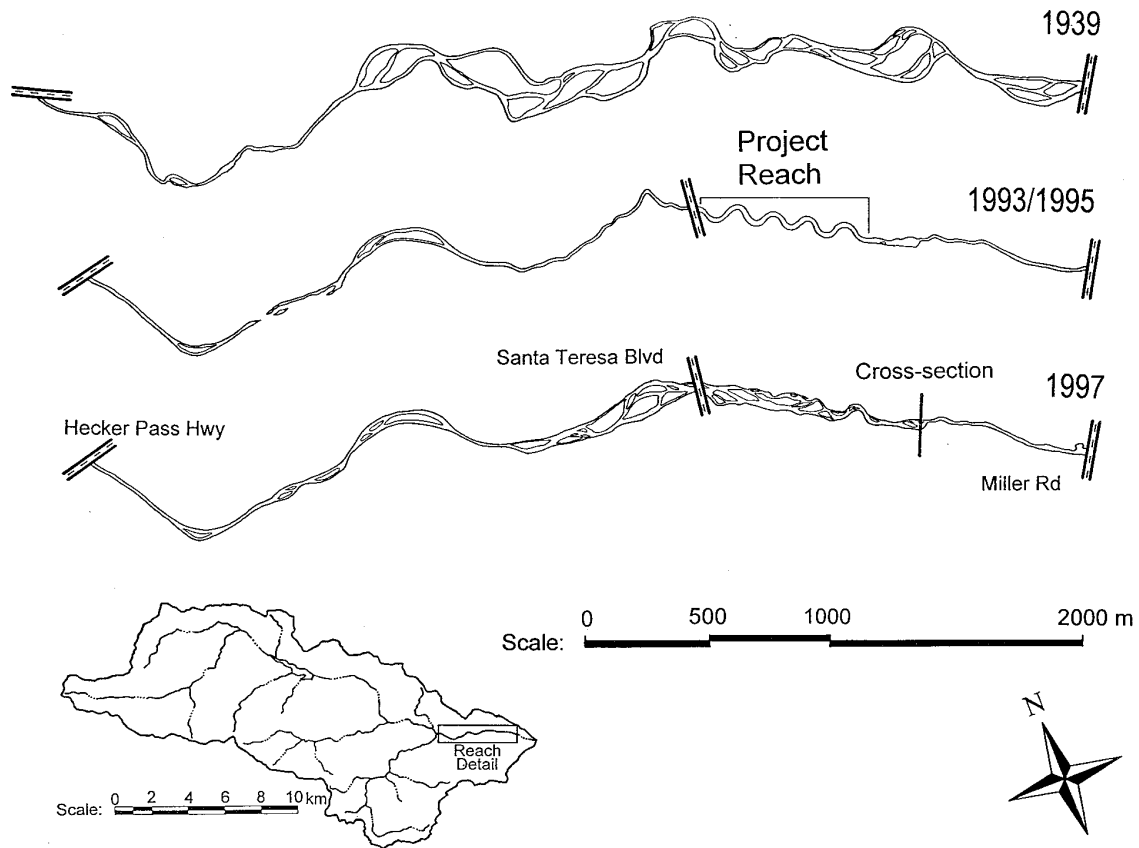 1939
Project
Reach
1993/1995
Santa Teresa Blvd
Cross-section
1997
Hecker Pass Hwy
Miller Rd
0 500 1000 2000 m
Scale:
N
Reach
Detail
Scale: 0 2 4 6 8 10 km